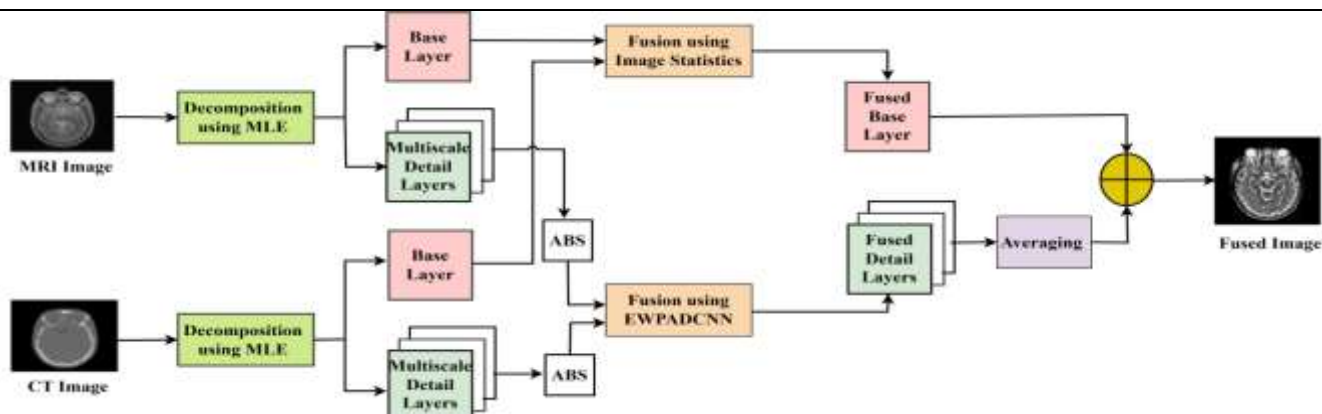 Base
Layer
Fusion using
Image Statistics
Decomposition
using MLE
Fused
Base
Layer
MRI Image
Multiscale
Detail
Layers
ABS
Base
Layer
Fused
Detail
Layers
Averaging
Fused Image
Decomposition
using MLE
Fusion using
EWPADCNN
Multiscale
Detail
Layers
ABS
CT Image